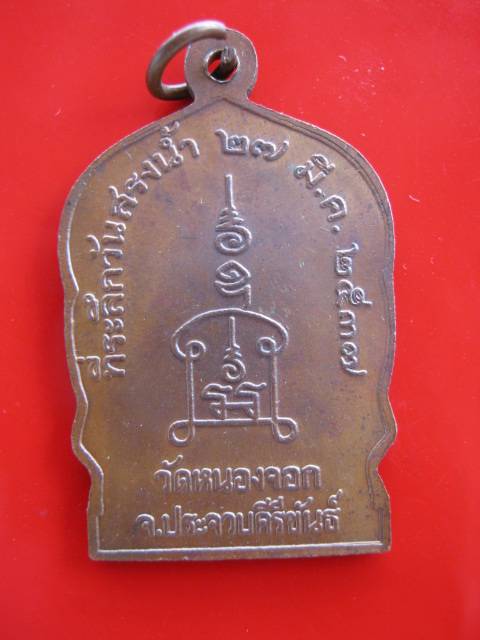 ที่ระลึกวันสรงน้ำ ๒๗ มี.ค. ๒๕๓๗
วัดหนองจอก
จ.ประจวบคีรีขันธ์